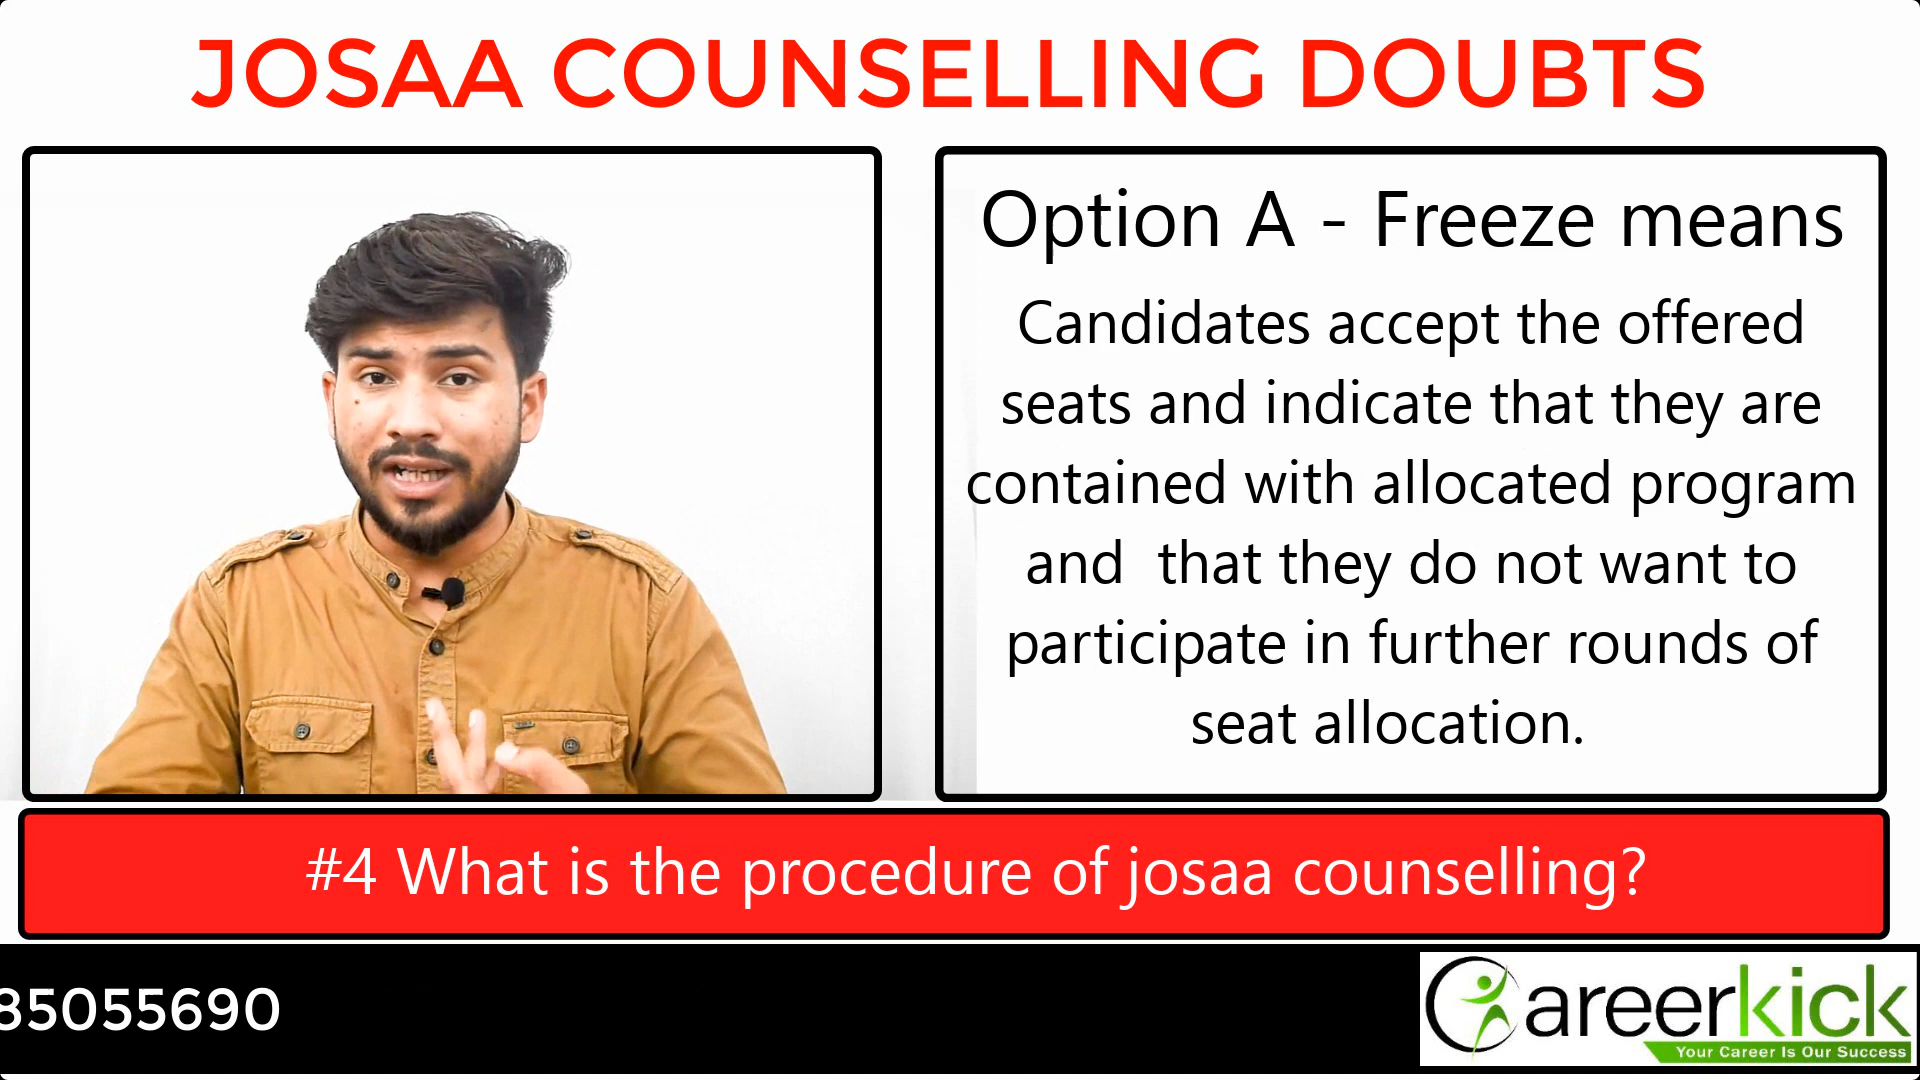 JOSAA COUNSELLING DOUBTS
Option A - Freeze means
Candidates accept the offered
seats and indicate that they are
contained with allocated program
and  that they do not want to
participate in further rounds of
seat allocation.
#4 What is the procedure of josaa counselling?
85055690
Careerkick
Your Career Is Our Success